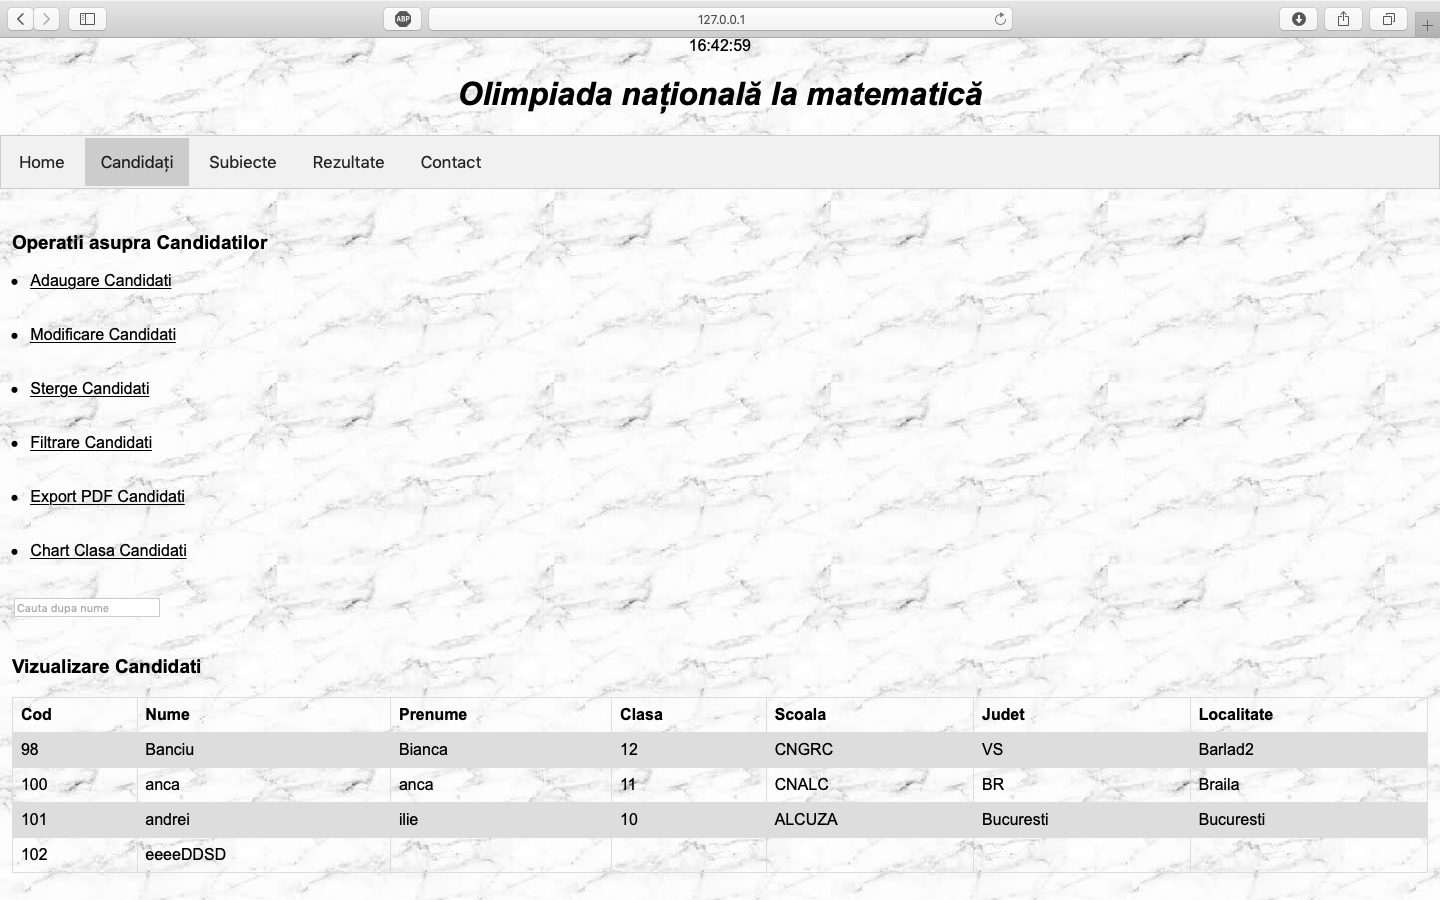 ABP
127.0.0.1
16:42:59
Olimpiada națională la matematică
Home Candidați Subiecte Rezultate Contact
Operatii asupra Candidatilor
Adaugare Candidati
Modificare Candidati
Sterge Candidati
Filtrare Candidati
Export PDF Candidati
Chart Clasa Candidati
Cauta dupa nume
Vizualizare Candidati
Cod Nume Prenume Clasa Scoala Judet Localitate
98 Banciu Bianca 12 CNGRC VS Barlad2
100 anca anca 11 CNALC BR Braila
101 andrei ilie 10 ALCUZA Bucuresti Bucuresti
102 eeeeDDSD